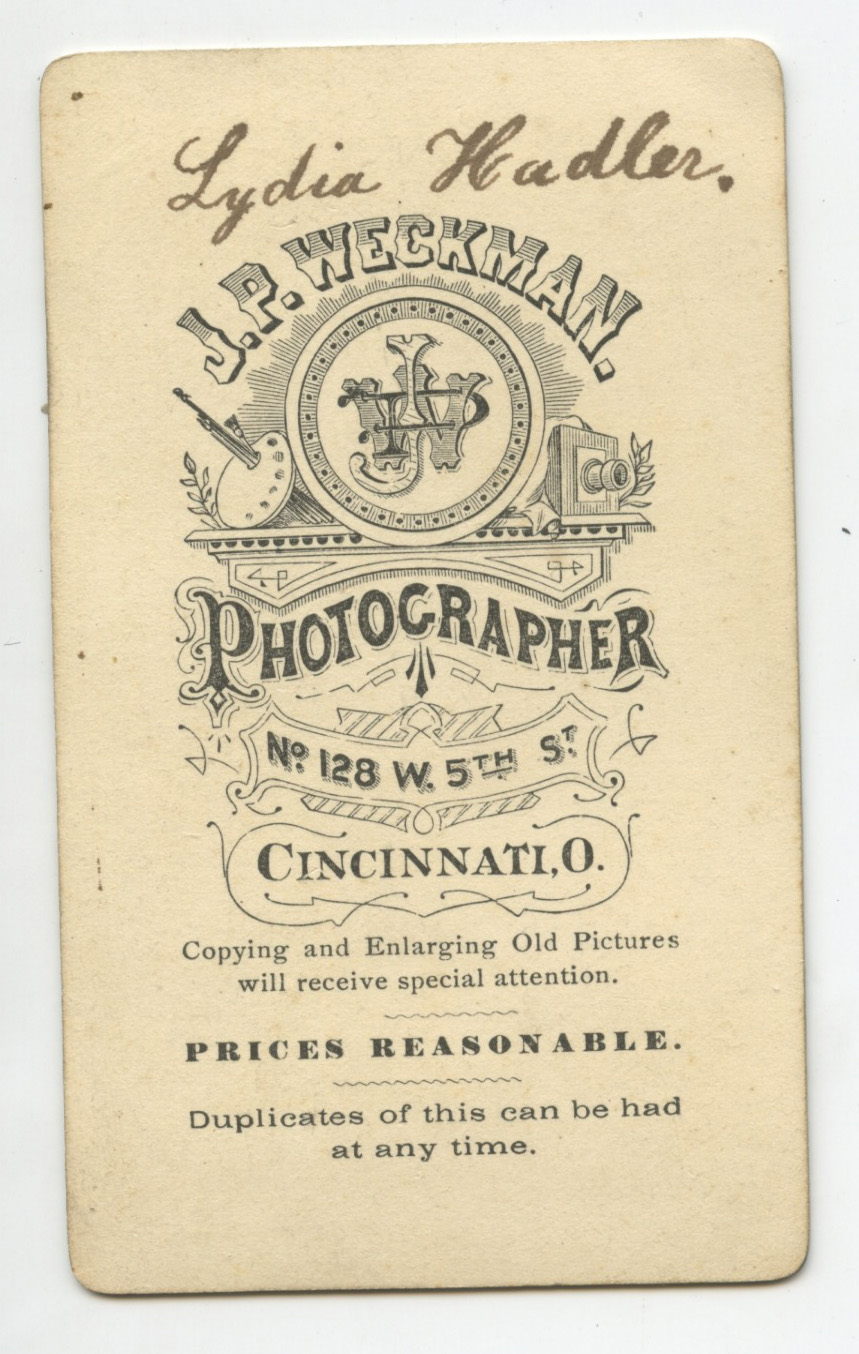 Lydia Hadler.
J.P. WECKMAN.
JPW
PHOTOGRAPHER
No. 128 W. 5TH ST
CINCINNATI, O.
Copying and Enlarging Old Pictures
will receive special attention.
PRICES REASONABLE.
Duplicates of this can be had
at any time.